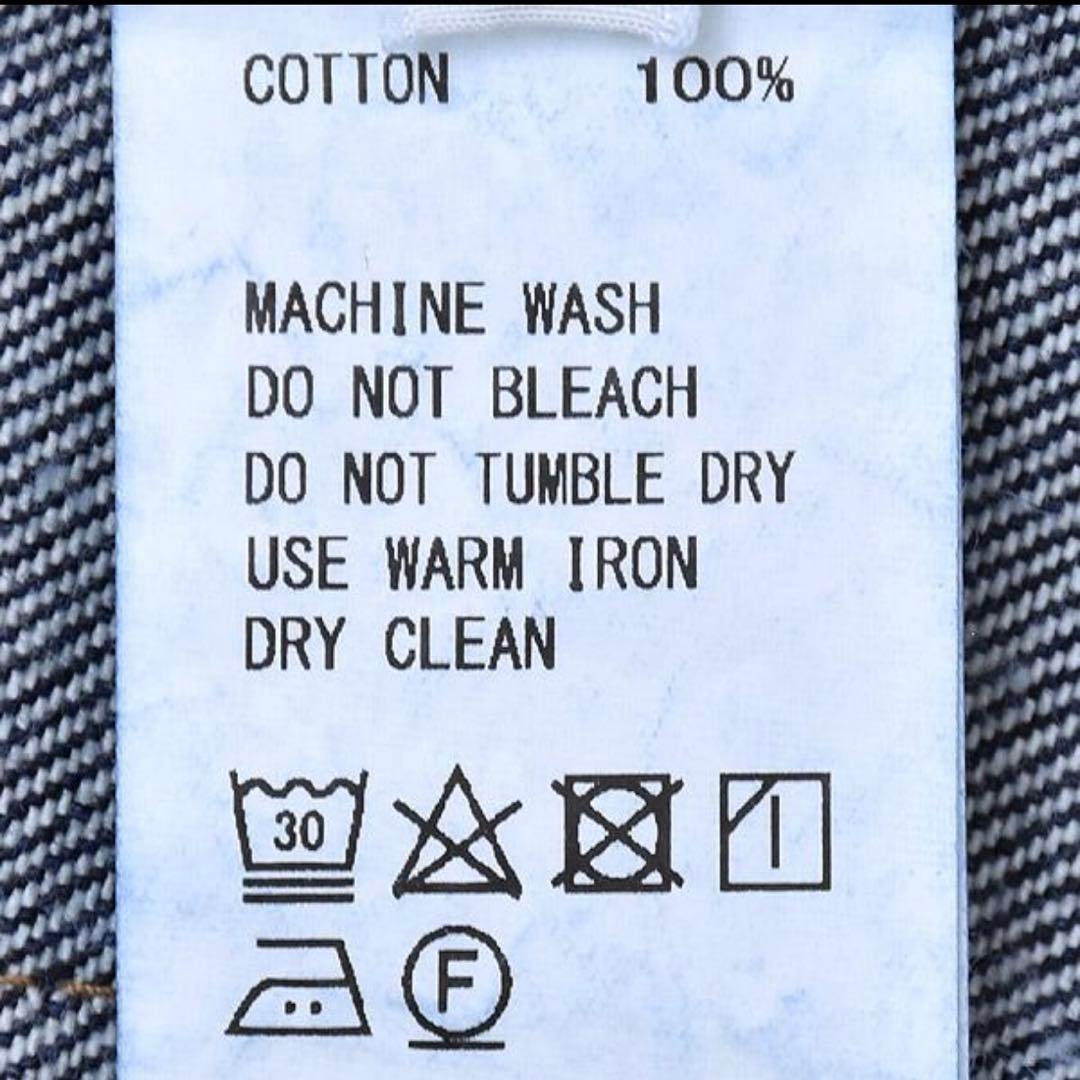 COTTON 100%
MACHINE WASH
DO NOT BLEACH
DO NOT TUMBLE DRY
USE WARM IRON
DRY CLEAN
30
F